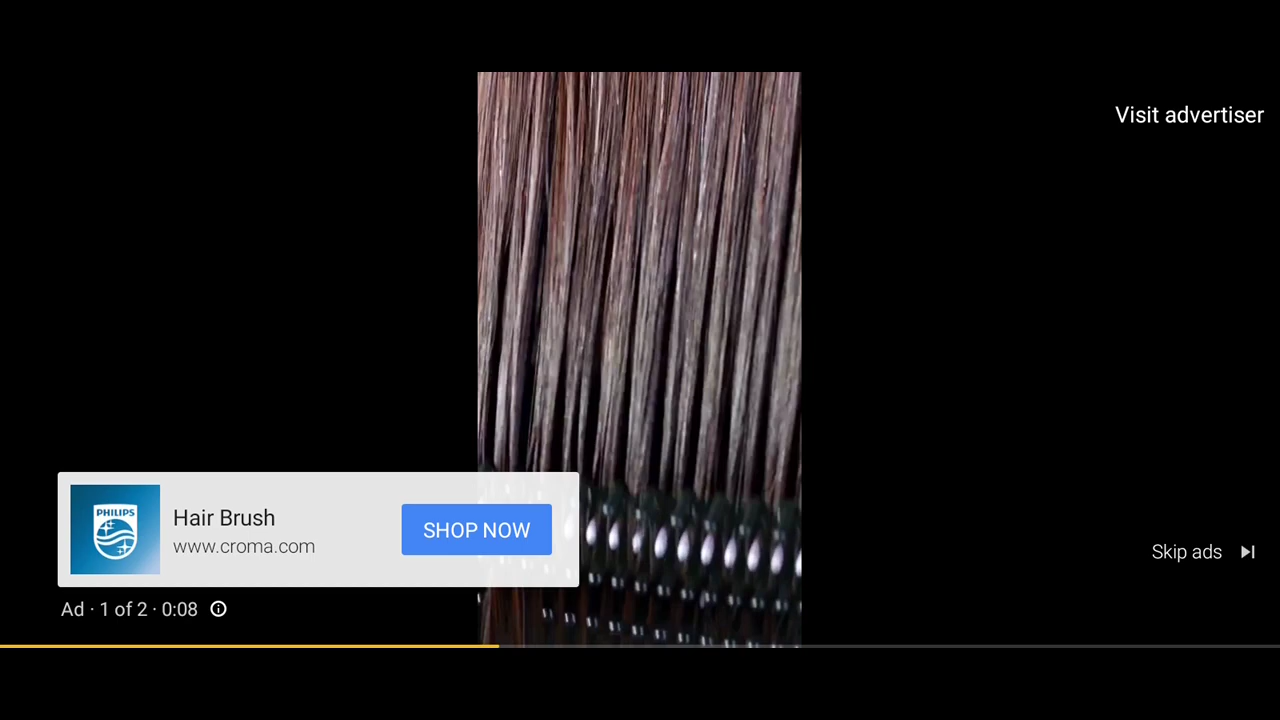 Visit advertiser
PHILIPS
Hair Brush
www.croma.com
SHOP NOW
Skip ads
Ad · 1 of 2 · 0:08